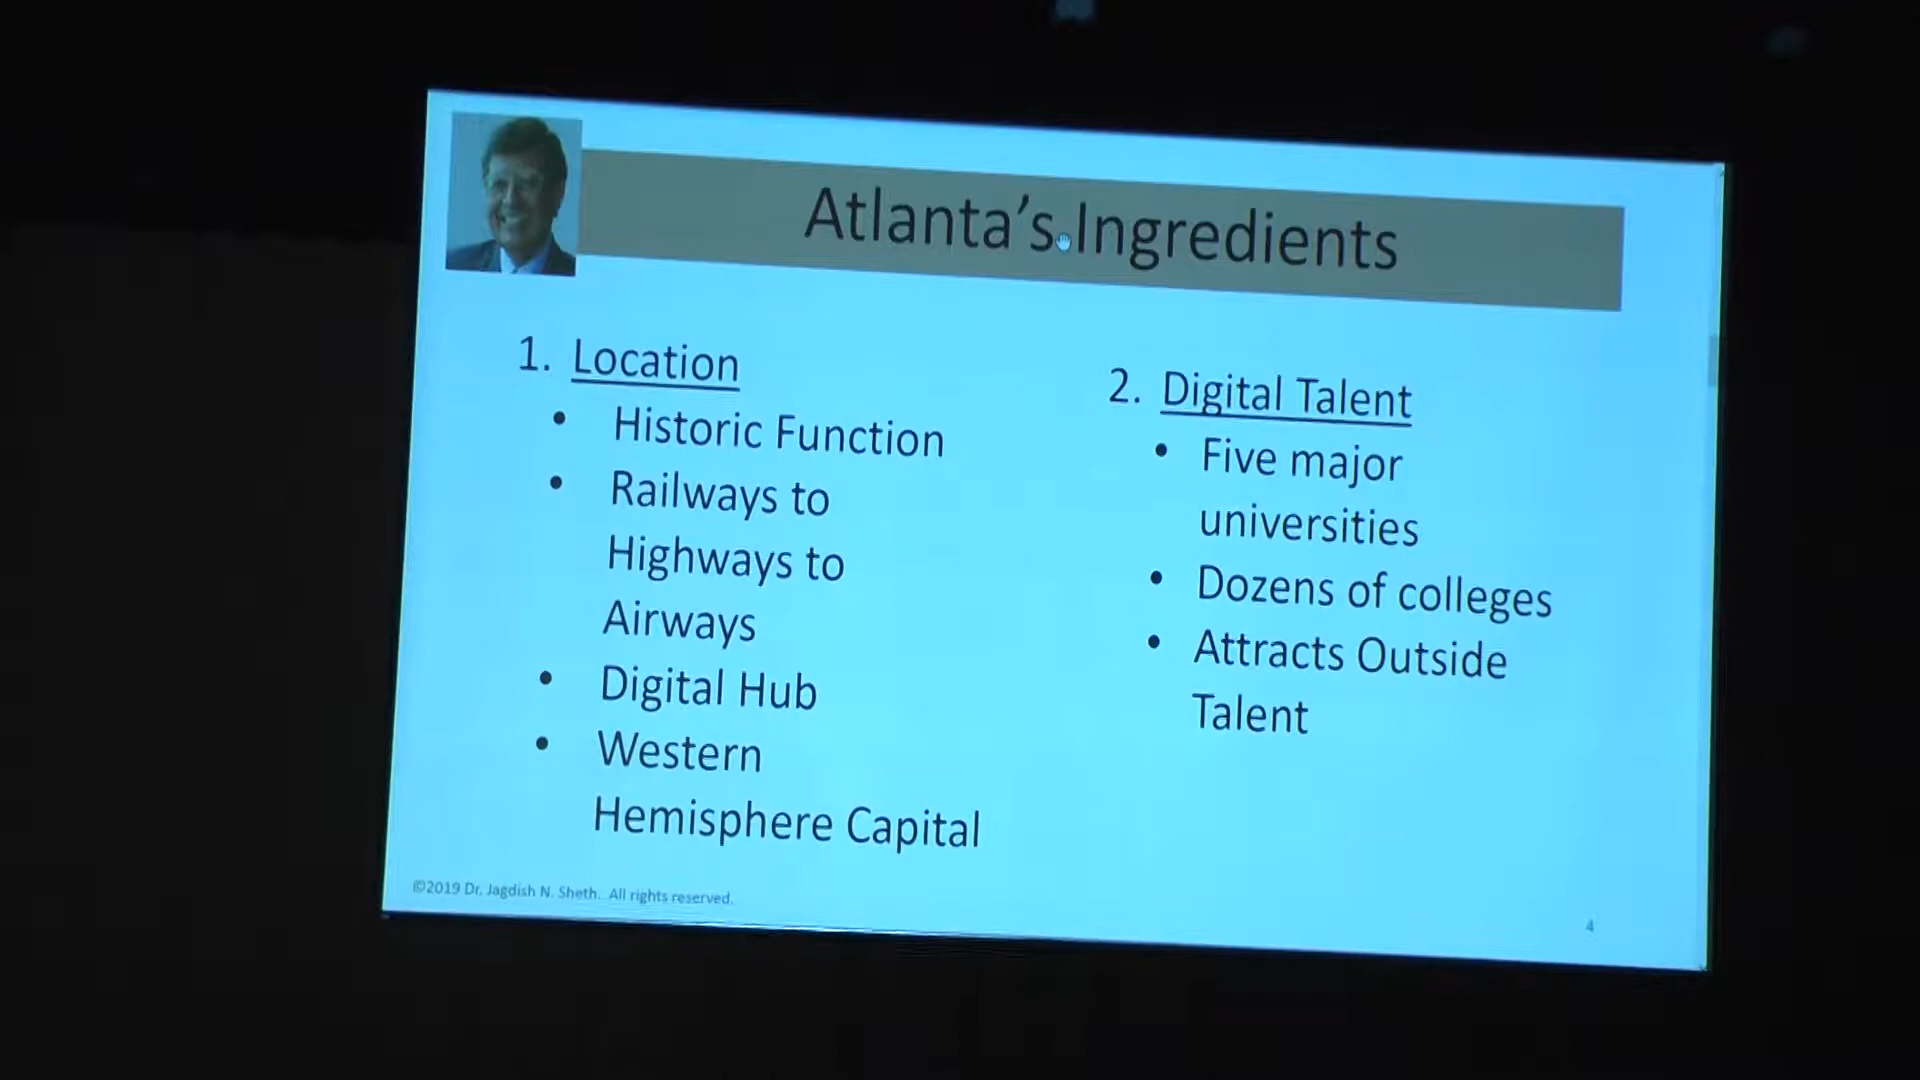 Atlanta's Ingredients
1. Location
• Historic Function
• Railways to
Highways to
Airways
• Digital Hub
• Western
Hemisphere Capital
2. Digital Talent
• Five major
universities
• Dozens of colleges
• Attracts Outside
Talent
©2019 Dr. Jagdish N. Sheth. All rights reserved.
4